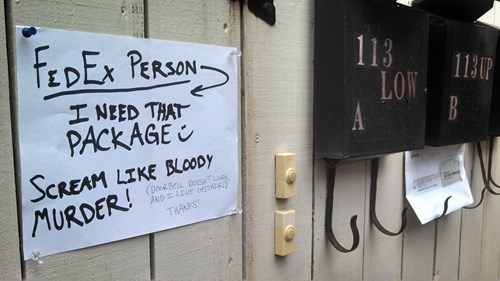 FEDEX PERSON
I NEED THAT
PACKAGE
SCREAM LIKE BLOODY
MURDER!
(DOORBELL DOESN'T WORK
AND I LIVE UPSTAIRS)
THANKS!
113
LOW
A
113 UP
B